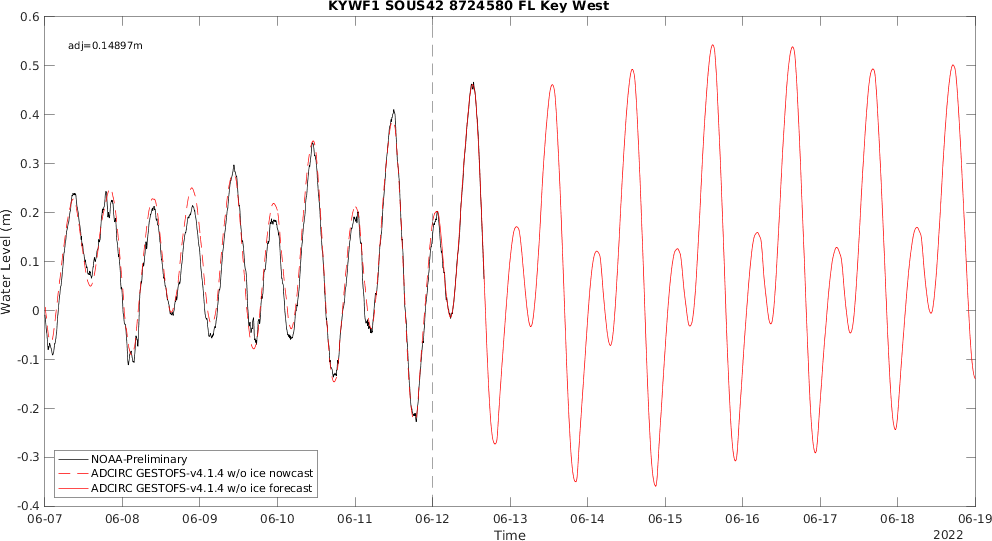 KYWF1 SOUS42 8724580 FL Key West
0.6
adj=0.14897m
0.5
0.4
0.3
0.2
0.1
0
-0.1
-0.2
-0.3
-0.4
Water Level (m)
NOAA-Preliminary
ADCIRC GESTOFS-v4.1.4 w/o ice nowcast
ADCIRC GESTOFS-v4.1.4 w/o ice forecast
06-07 06-08 06-09 06-10 06-11 06-12 06-13 06-14 06-15 06-16 06-17 06-18 06-19
Time
2022